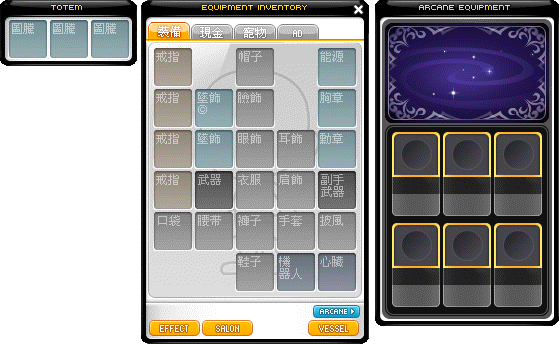 TOTEM
圖騰 圖騰 圖騰
EQUIPMENT INVENTORY
裝備 現金 寵物 AD
戒指 帽子 能源
戒指 墜飾 臉飾 胸章
戒指 墜飾 眼飾 耳飾 勳章
戒指 武器 衣服 肩飾 副手
武器
口袋 腰帶 褲子 手套 披風
鞋子 機 心臟
器人
ARCANE
EFFECT SALON VESSEL
ARCANE EQUIPMENT